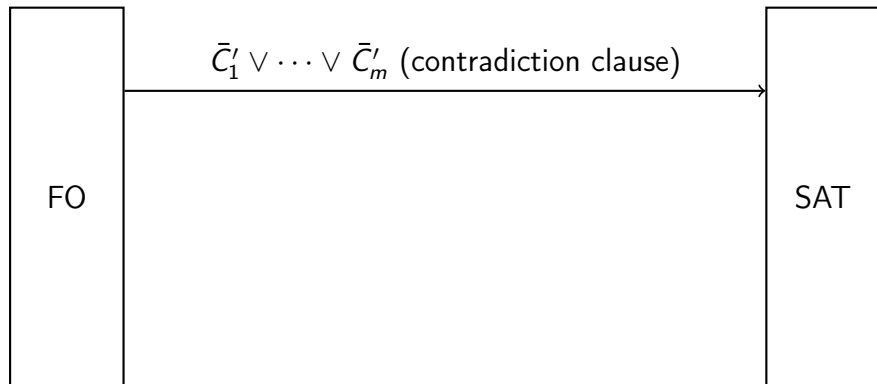 C̄′₁ ∨ ⋯ ∨ C̄′ₘ (contradiction clause)
FO
SAT